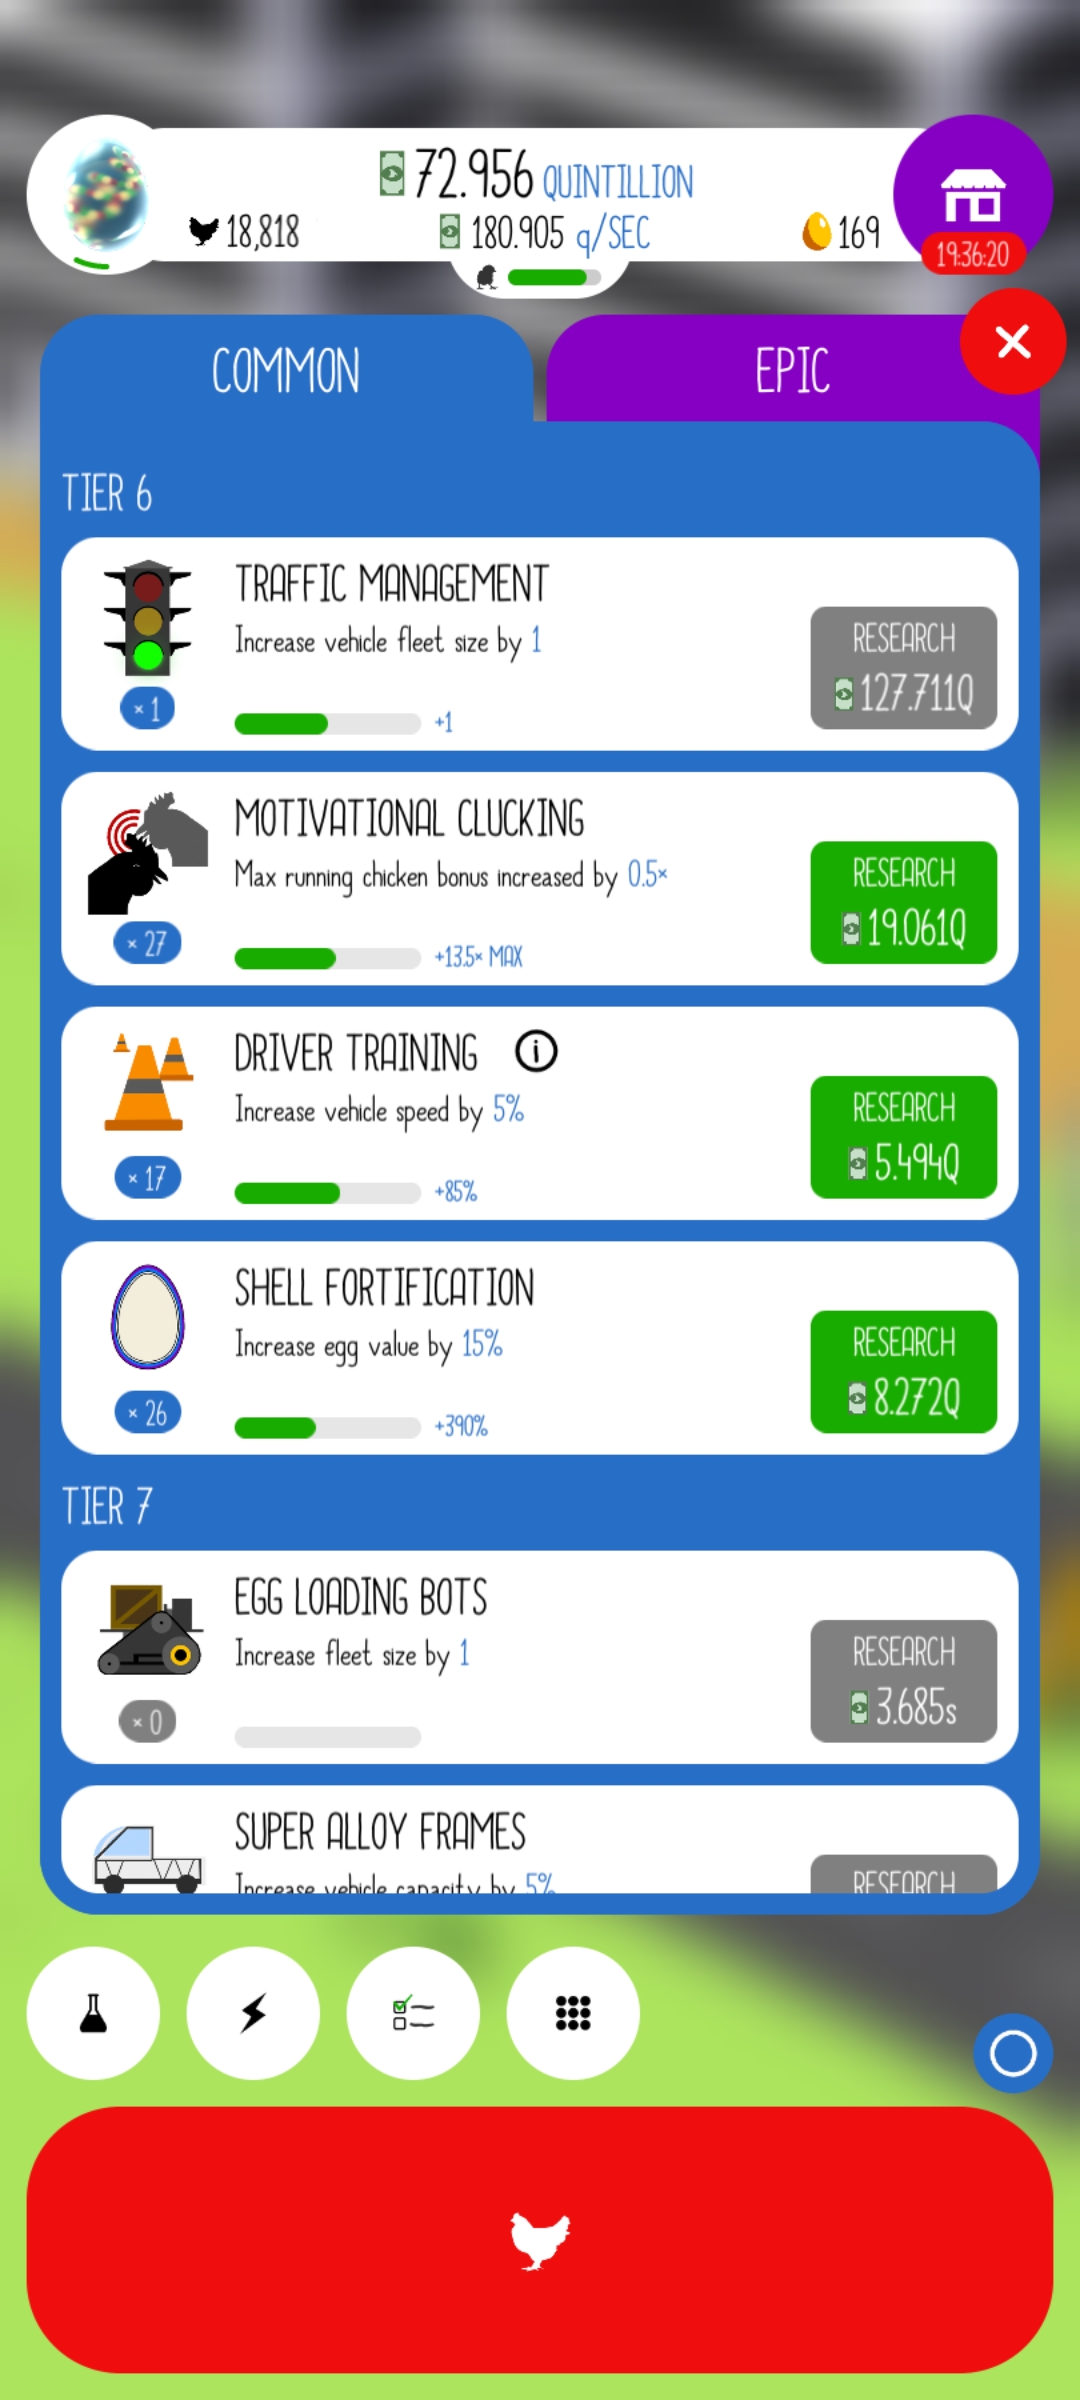 72.956 QUINTILLION
18,818 180.905 q/SEC 169
19:36:20
COMMON EPIC
TIER 6
TRAFFIC MANAGEMENT
Increase vehicle fleet size by 1
RESEARCH
127.711Q
× 1
+1
MOTIVATIONAL CLUCKING
Max running chicken bonus increased by 0.5×
RESEARCH
19.061Q
× 27
+13.5× MAX
DRIVER TRAINING
Increase vehicle speed by 5%
RESEARCH
5.494Q
× 17
+85%
SHELL FORTIFICATION
Increase egg value by 15%
RESEARCH
8.272Q
× 26
+390%
TIER 7
EGG LOADING BOTS
Increase fleet size by 1
RESEARCH
3.685s
× 0
SUPER ALLOY FRAMES
Increase vehicle capacity by 5%
RESEARCH